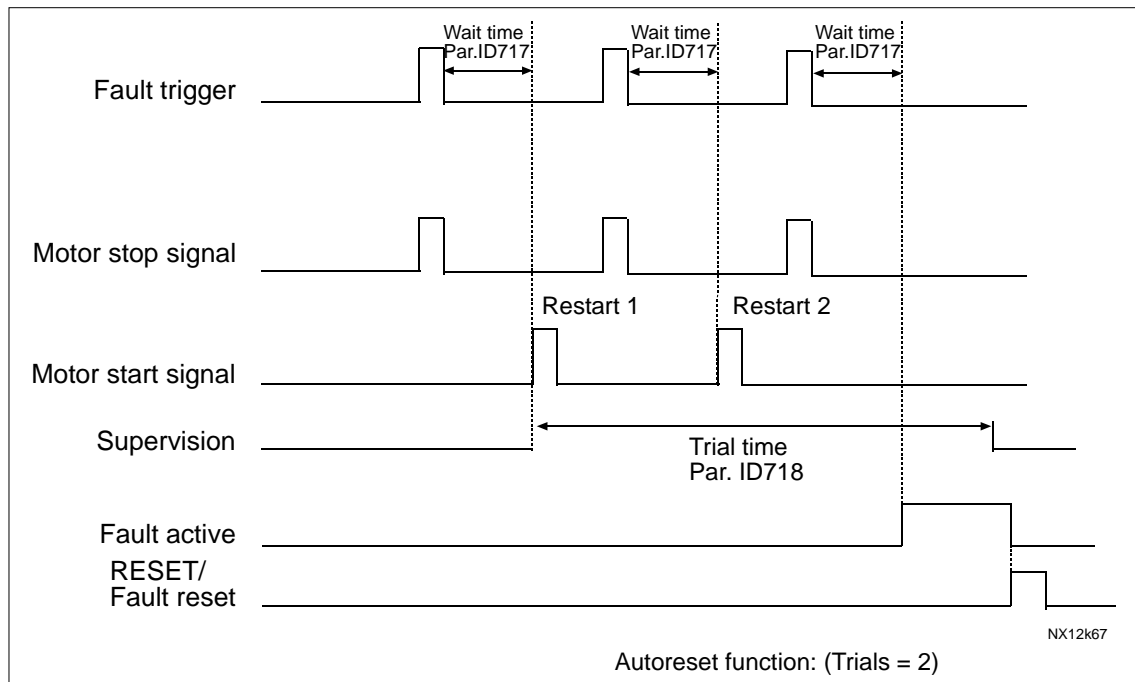 Wait time
Par.ID717
Wait time
Par.ID717
Wait time
Par.ID717
Fault trigger
Motor stop signal
Restart 1
Restart 2
Motor start signal
Supervision
Trial time
Par. ID718
Fault active
RESET/
Fault reset
NX12k67
Autoreset function: (Trials = 2)